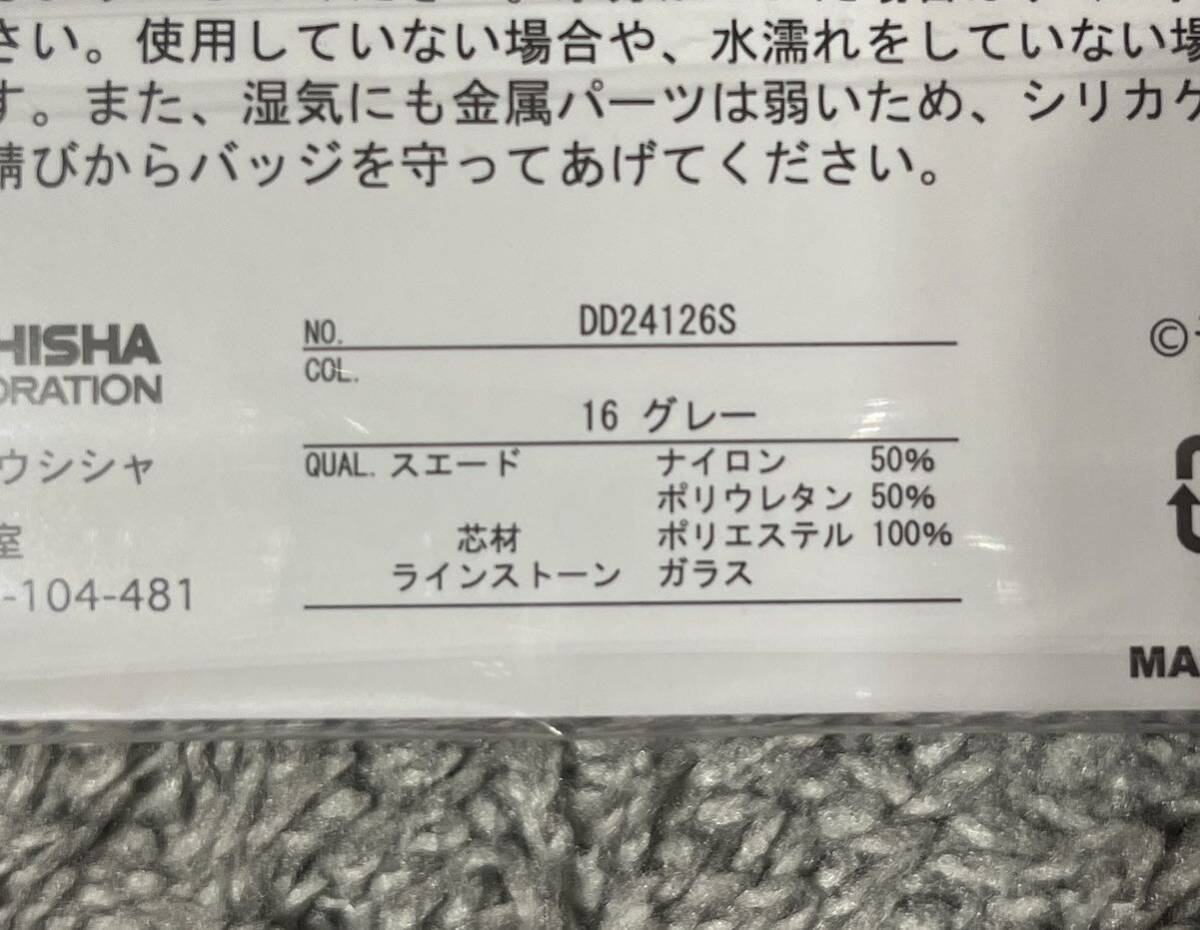 さい。使用していない場合や、水濡れをしていない場
す。また、湿気にも金属パーツは弱いため、シリカゲ
錆びからバッジを守ってあげてください。
HISHA
ORATION
ウシシャ
室
-104-481
NO. DD24126S
COL.
16 グレー
QUAL. スエード ナイロン 50%
ポリウレタン 50%
芯材 ポリエステル 100%
ラインストーン ガラス
©
MA